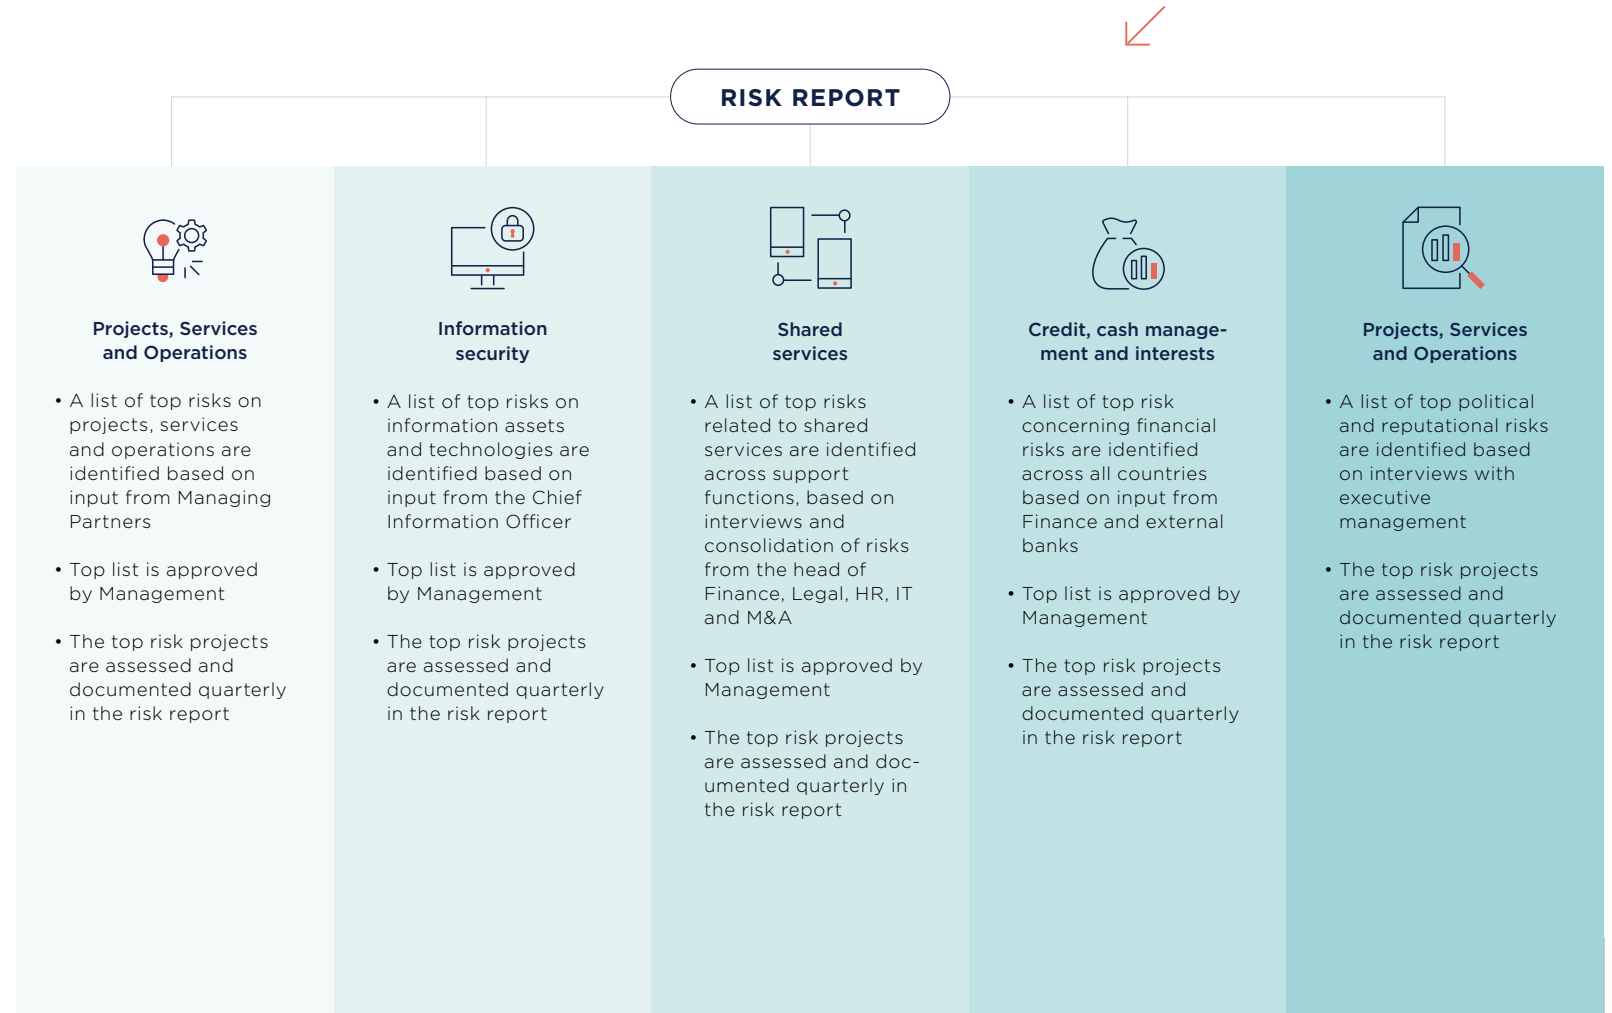 RISK REPORT
Projects, Services
and Operations
• A list of top risks on
projects, services
and operations are
identified based on
input from Managing
Partners
• Top list is approved
by Management
• The top risk projects
are assessed and
documented quarterly
in the risk report
Information
security
• A list of top risks on
information assets
and technologies are
identified based on
input from the Chief
Information Officer
• Top list is approved
by Management
• The top risk projects
are assessed and
documented quarterly
in the risk report
Shared
services
• A list of top risks
related to shared
services are identified
across support
functions, based on
interviews and
consolidation of risks
from the head of
Finance, Legal, HR, IT
and M&A
• Top list is approved by
Management
• The top risk projects
are assessed and doc-
umented quarterly in
the risk report
Credit, cash manage-
ment and interests
• A list of top risk
concerning financial
risks are identified
across all countries
based on input from
Finance and external
banks
• Top list is approved by
Management
• The top risk projects
are assessed and
documented quarterly
in the risk report
Projects, Services
and Operations
• A list of top political
and reputational risks
are identified based
on interviews with
executive
management
• The top risk projects
are assessed and
documented quarterly
in the risk report